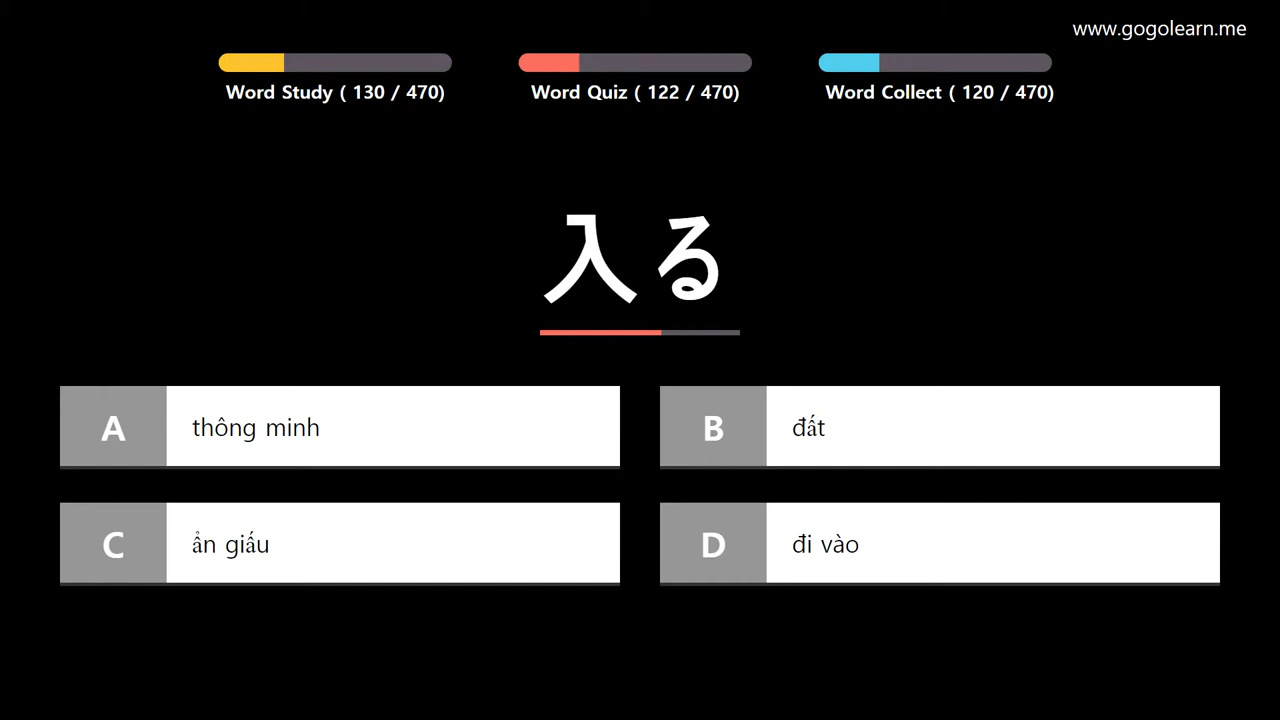 www.gogolearn.me
Word Study ( 130 / 470)
Word Quiz ( 122 / 470)
Word Collect ( 120 / 470)
入る
A
thông minh
B
đất
C
ẩn giấu
D
đi vào